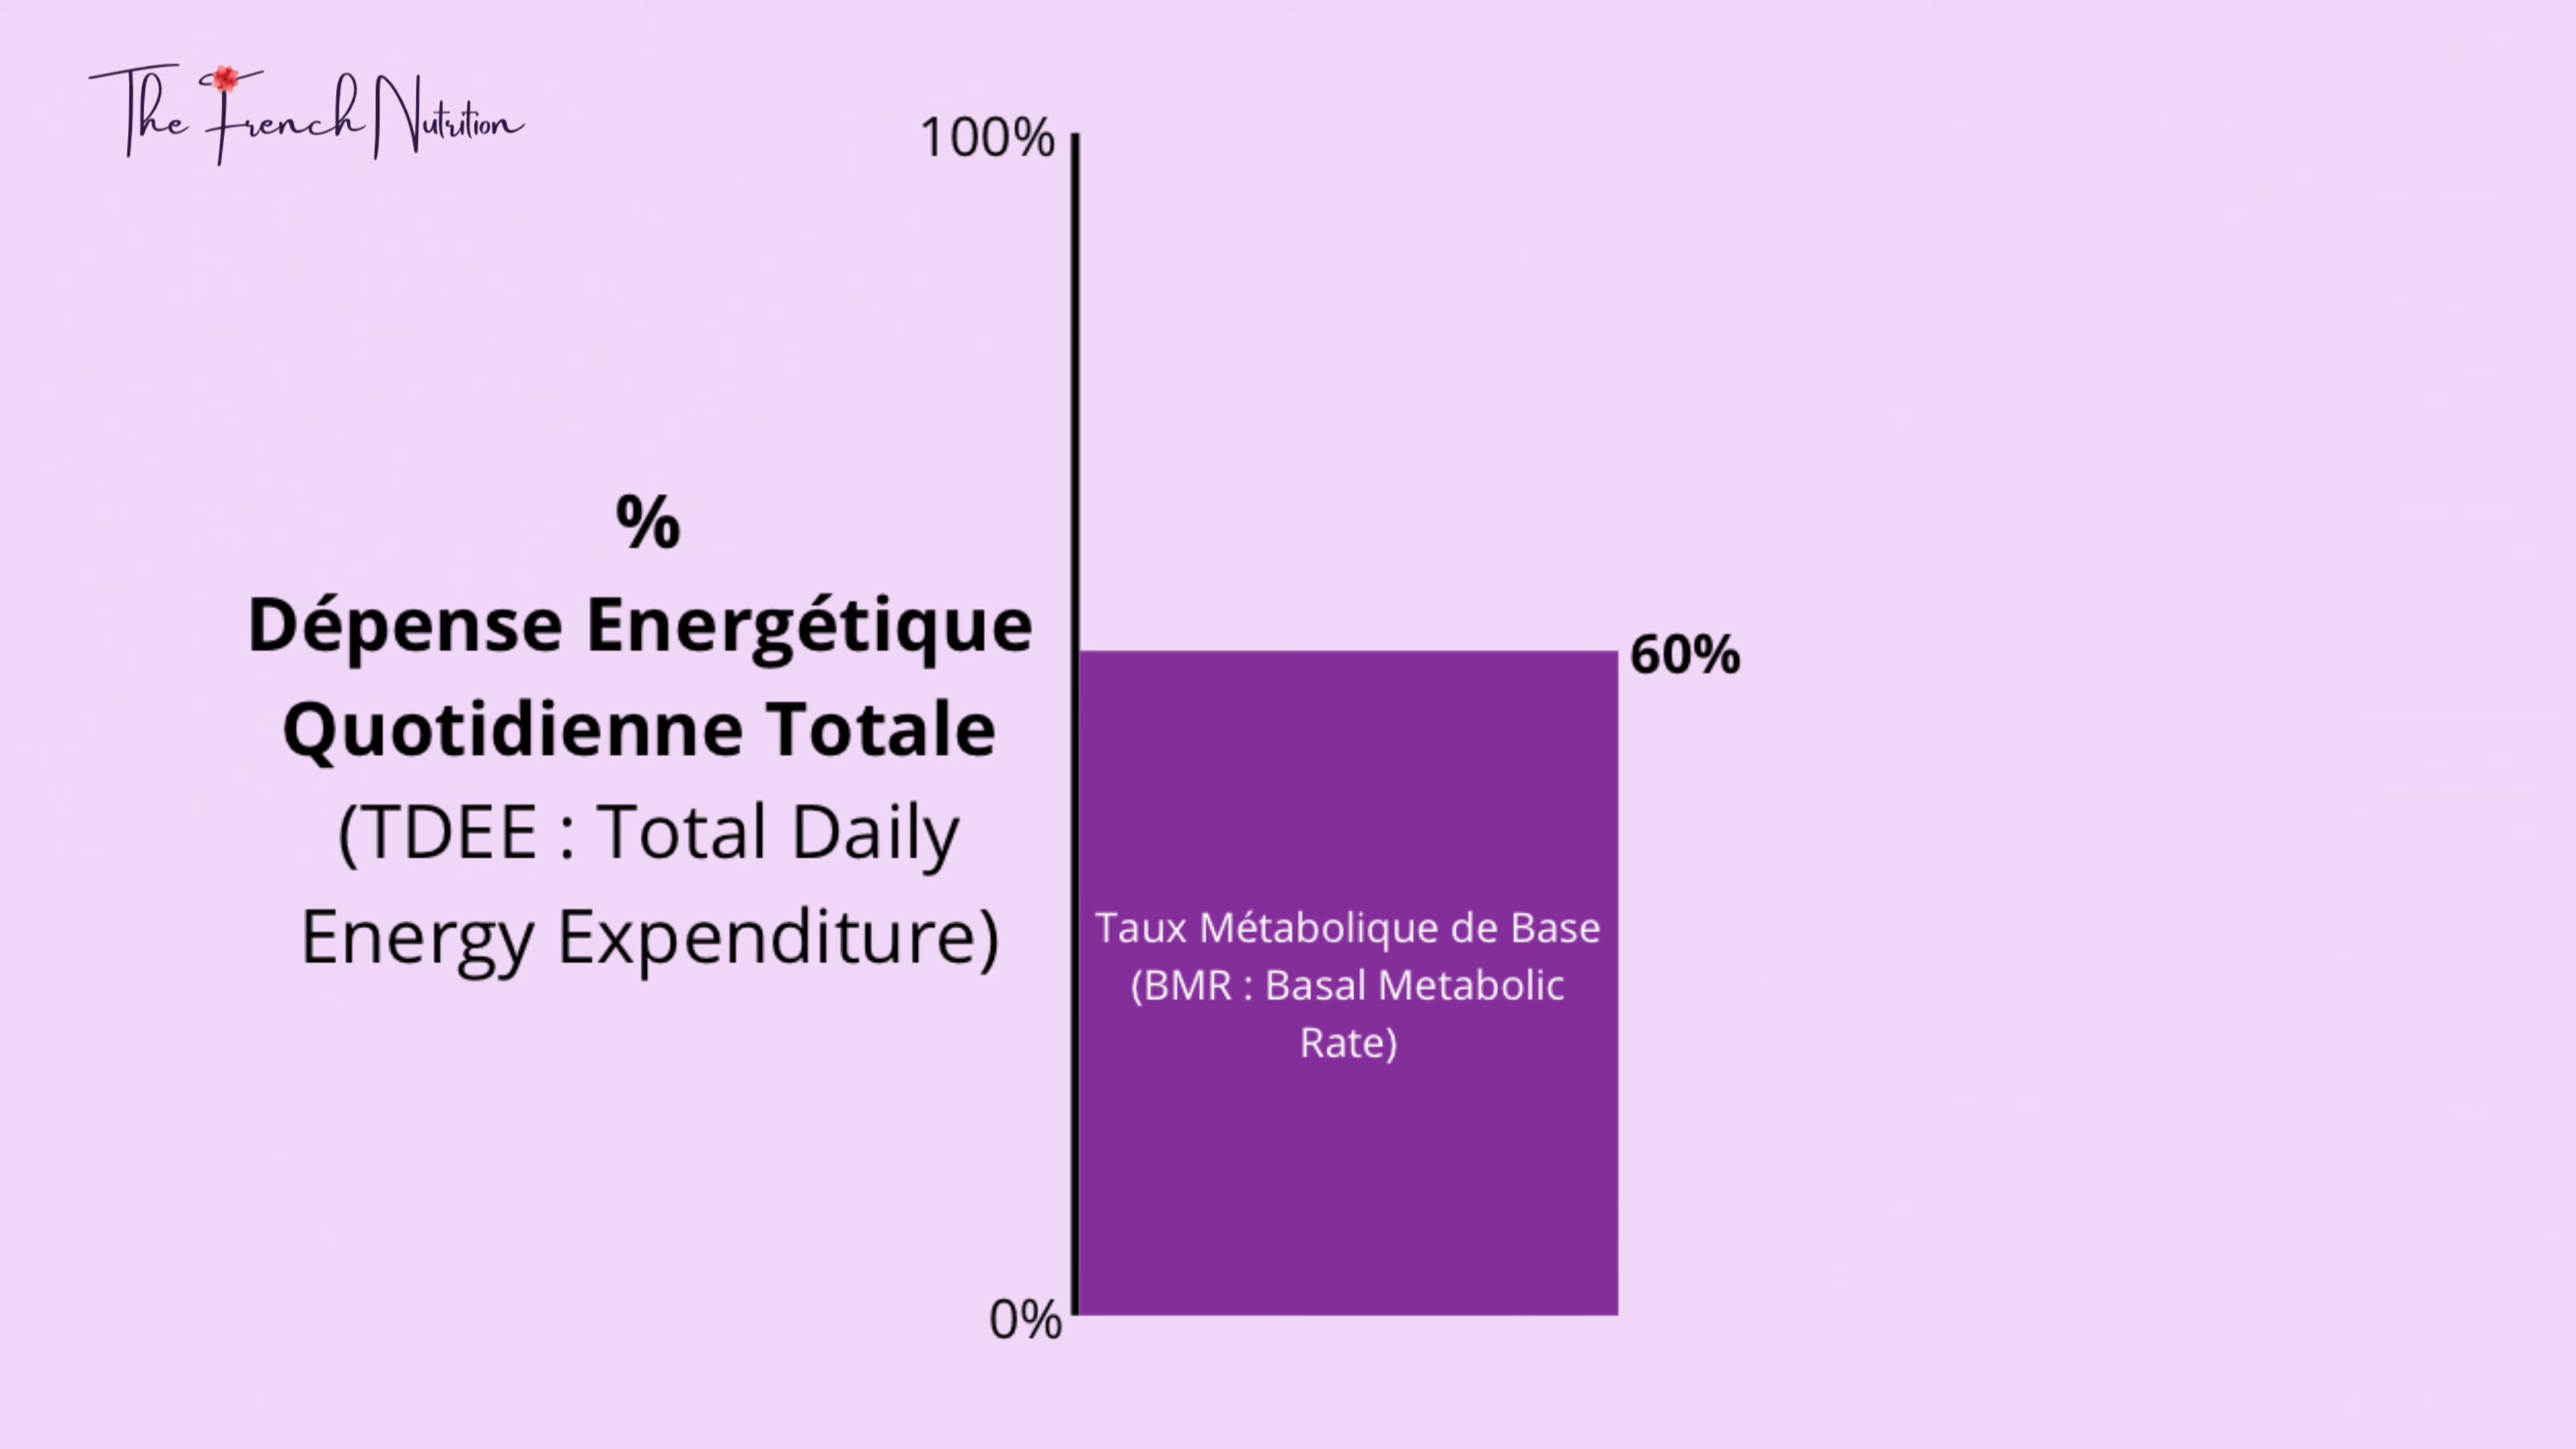 The French Nutrition
100%
%
Dépense Energétique
Quotidienne Totale
(TDEE : Total Daily
Energy Expenditure)
60%
Taux Métabolique de Base
(BMR : Basal Metabolic
Rate)
0%